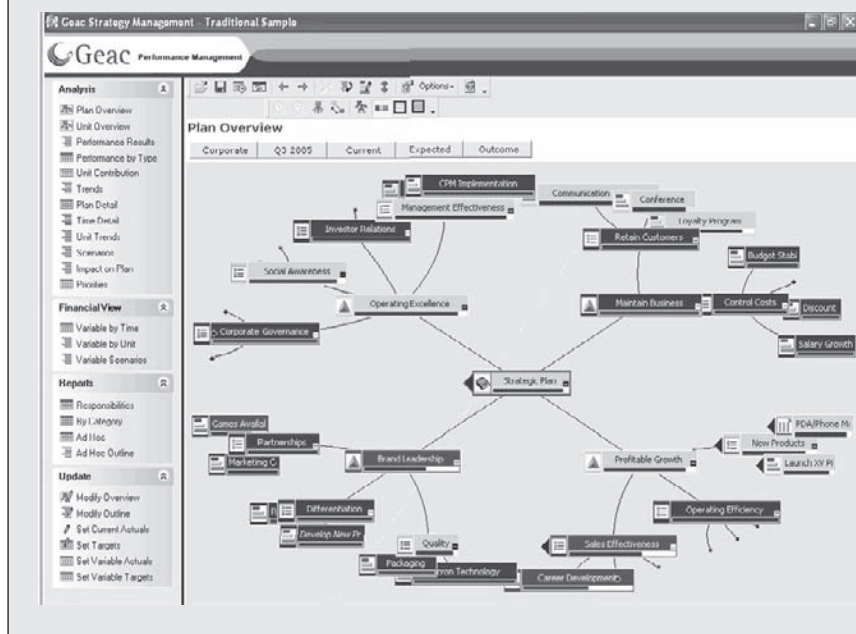 Geac Strategy Management - Traditional Sample
Geac Performance Management
Analysis
Plan Overview
Unit Overview
Performance Results
Performance by Type
Unit Contribution
Trends
Plan Detail
Time Detail
Unit Trends
Scenarios
Impact on Plan
Priorities
Financial View
Variable by Time
Variable by Unit
Variable Scenarios
Reports
Responsibilities
By Category
Ad Hoc
Ad Hoc Outline
Update
Modify Overview
Modify Outline
Set Current Actuals
Set Targets
Set Variable Actuals
Set Variable Targets
Options
Plan Overview
Corporate Q3 2005 Current Expected Outcome
CPM Implementation
Communication
Conference
Management Effectiveness
Loyalty Program
Investor Relations
Retain Customers
Budget Stabi
Social Awareness
Operating Excellence
Maintain Business
Control Costs
Discount
Corporate Governance
Salary Growth
Strategic Plan
Games Availal
Partnerships
Marketing C
Brand Leadership
Profitable Growth
PDA/Phone M
New Products
Launch XV Pl
Differentiation
Develop New Pr
Operating Efficiency
Quality
Sales Effectiveness
Packaging
Technology
Career Development